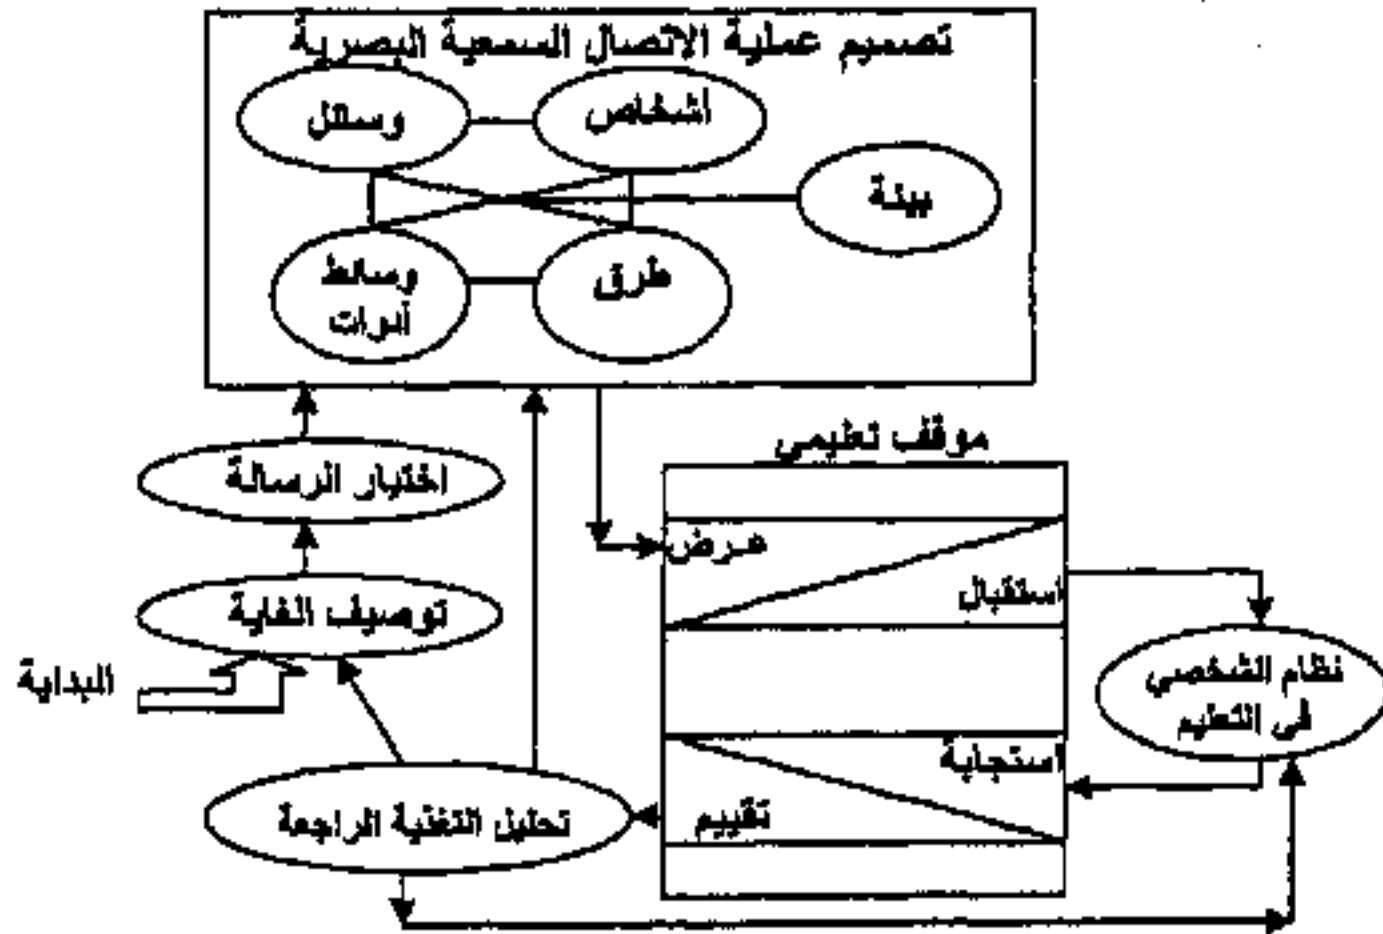 تصميم عملية الاتصال السمعية البصرية
أشخاص
وسائل
بيئة
طرق
وسائط
أدوات
موقف تعليمي
اختيار الرسالة
عرض
استقبال
توصيف الغاية
البداية
نظام الشخصي
في التعليم
استجابة
تقييم
تحليل التغذية الراجعة